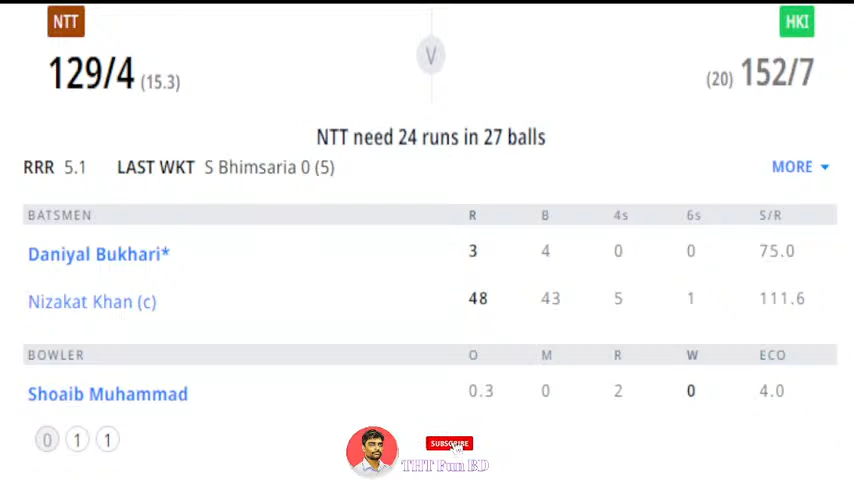 NTT HKI
129/4 (15.3) V (20) 152/7
NTT need 24 runs in 27 balls
RRR 5.1 LAST WKT S Bhimsaria 0 (5) MORE
BATSMEN R B 4s 6s S/R
Daniyal Bukhari* 3 4 0 0 75.0
Nizakat Khan (c) 48 43 5 1 111.6
BOWLER O M R W ECO
Shoaib Muhammad 0.3 0 2 0 4.0
0 1 1
SUBSCRIBE
THT Fun BD